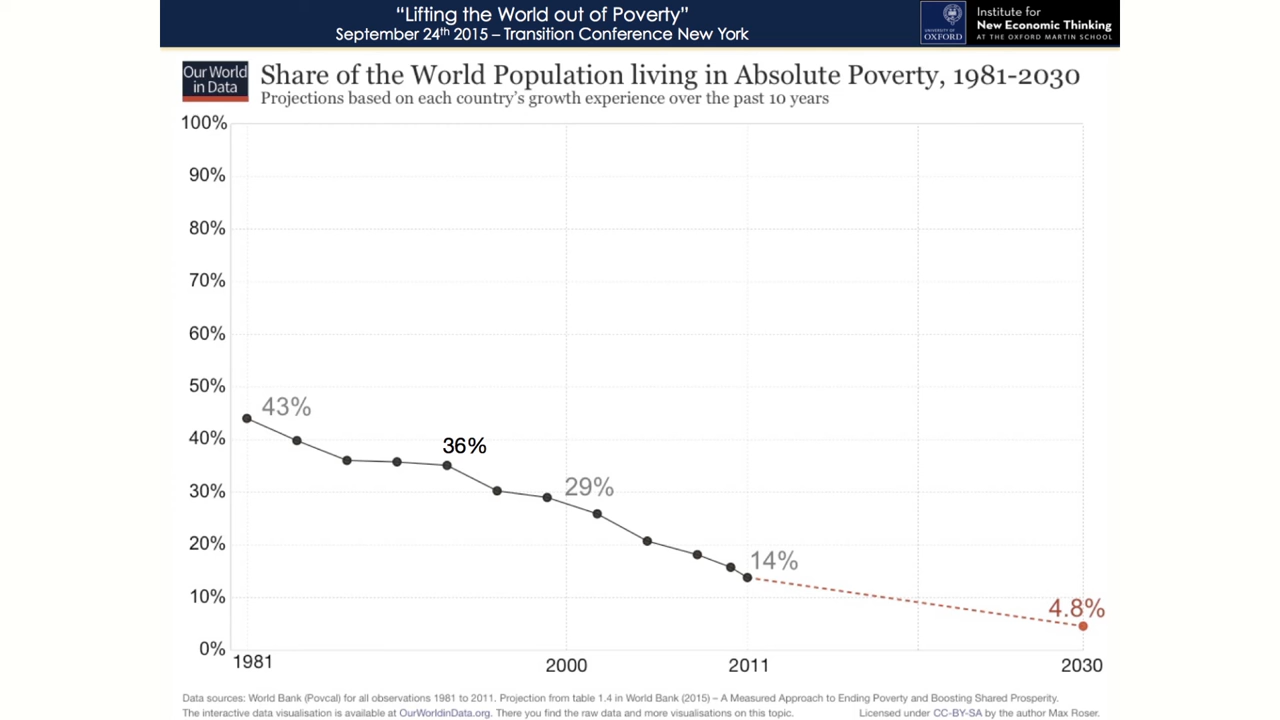 “Lifting the World out of Poverty”
September 24th 2015 – Transition Conference New York
UNIVERSITY OF
OXFORD
Institute for
New Economic Thinking
AT THE OXFORD MARTIN SCHOOL
Our World
in Data
Share of the World Population living in Absolute Poverty, 1981-2030
Projections based on each country’s growth experience over the past 10 years
100%
90%
80%
70%
60%
50%
40%
30%
20%
10%
0%
43%
36%
29%
14%
4.8%
1981
2000
2011
2030
Data sources: World Bank (Povcal) for all observations 1981 to 2011. Projection from table 1.4 in World Bank (2015) – A Measured Approach to Ending Poverty and Boosting Shared Prosperity.
The interactive data visualisation is available at OurWorldinData.org. There you find the raw data and more visualisations on this topic.
Licensed under CC-BY-SA by the author Max Roser.